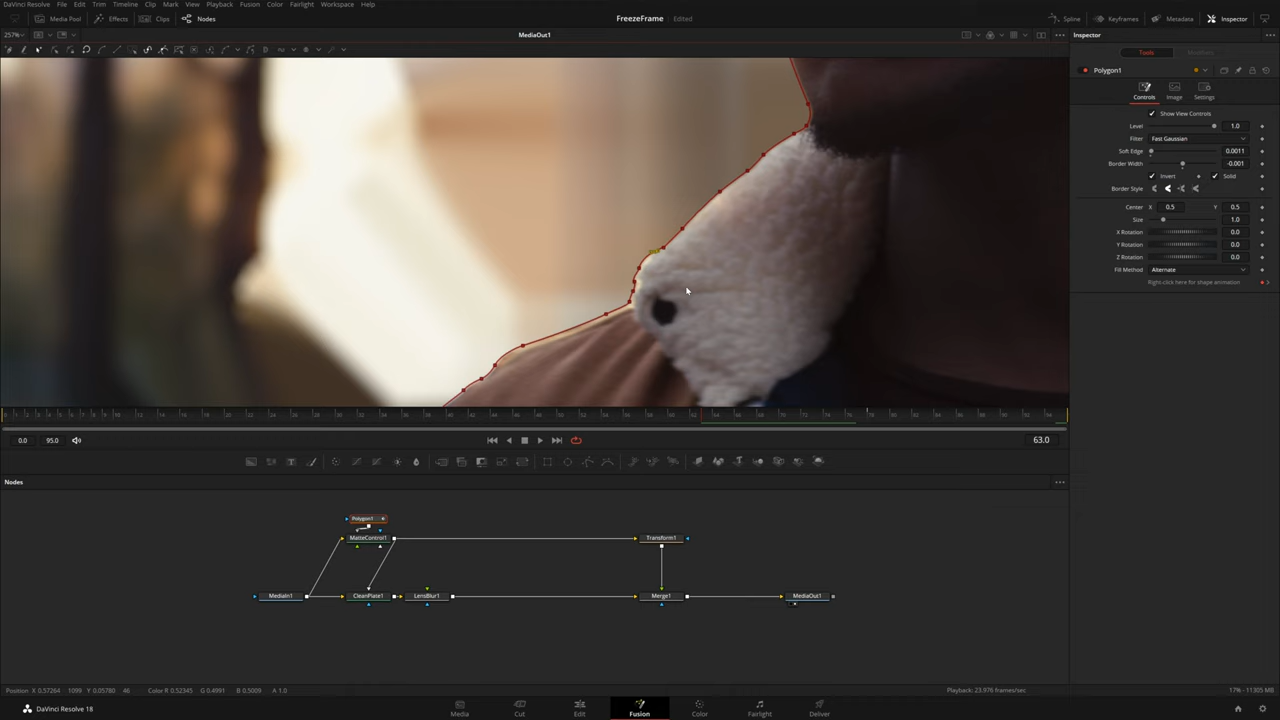 DaVinci Resolve File Edit Trim Timeline Clip Mark View Playback Fusion Color Fairlight Workspace Help
Media Pool Effects Clips Nodes FreezeFrame Edited Spline Keyframes Metadata Inspector
257% MediaOut1 Inspector
Tools Modifiers
Polygon1
Controls Image Settings
Show View Controls
Level 1.0
Filter Fast Gaussian
Soft Edge 0.0011
Border Width -0.001
Invert Solid
Border Style
Center X 0.5 Y 0.5
Size 1.0
X Rotation 0.0
Y Rotation 0.0
Z Rotation 0.0
Fill Method Alternate
Right-click here for shape animation
0.0 95.0 63.0
Nodes
Polygon1
MatteControl1 Transform1
MediaIn1 CleanPlate1 LensBlur1 Merge1 MediaOut1
Position X 0.57264 1099 Y 0.05780 46 Color R 0.52345 G 0.4991 B 0.5009 A 1.0 Playback: 23.976 frames/sec 17% - 11305 MB
DaVinci Resolve 18 Media Cut Edit Fusion Color Fairlight Deliver